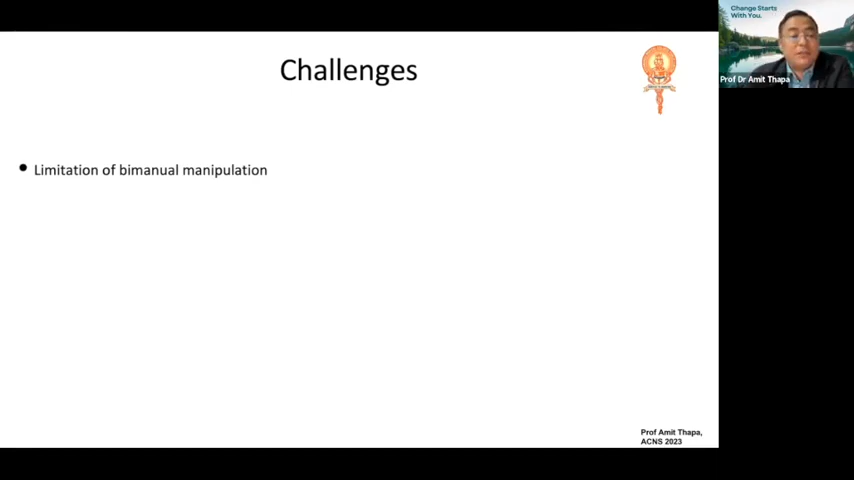 Challenges
• Limitation of bimanual manipulation
Prof Amit Thapa,
ACNS 2023
Change Starts
With You.
Prof Dr Amit Thapa